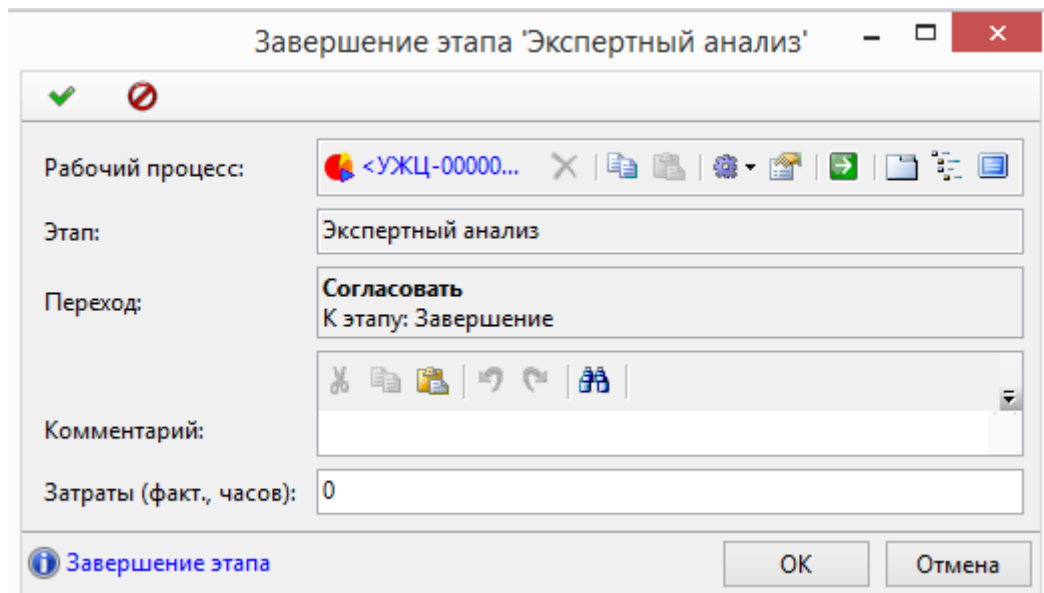 Завершение этапа 'Экспертный анализ'
Рабочий процесс:
<УЖЦ-00000...
Этап:
Экспертный анализ
Переход:
Согласовать
К этапу: Завершение
Комментарий:
Затраты (факт., часов):
0
Завершение этапа
ОК
Отмена